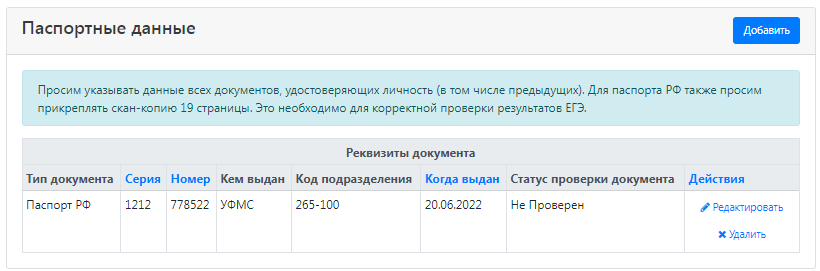 Паспортные данные
Добавить
Просим указывать данные всех документов, удостоверяющих личность (в том числе предыдущих). Для паспорта РФ также просим
прикреплять скан-копию 19 страницы. Это необходимо для корректной проверки результатов ЕГЭ.
Реквизиты документа
Тип документа Серия Номер Кем выдан Код подразделения Когда выдан Статус проверки документа Действия
Паспорт РФ 1212 778522 УФМС 265-100 20.06.2022 Не Проверен Редактировать
Удалить